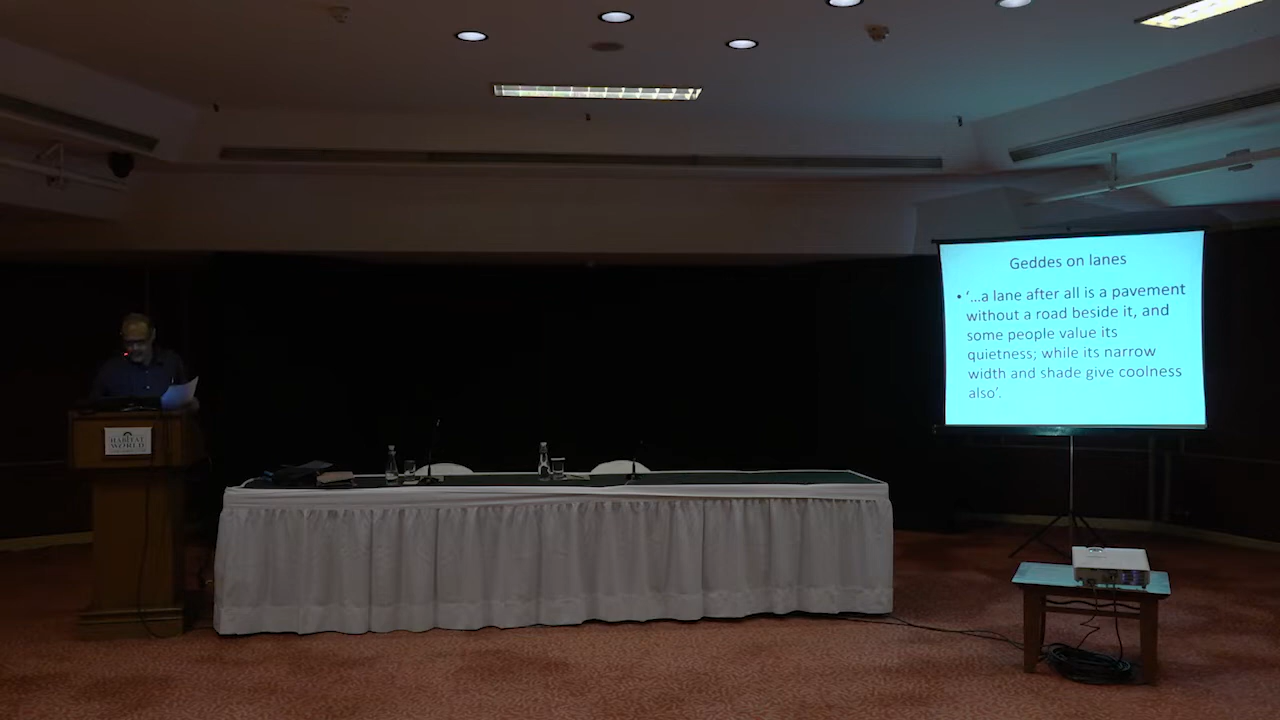 Geddes on lanes
• ‘…a lane after all is a pavement
without a road beside it, and
some people value its
quietness; while its narrow
width and shade give coolness
also’.
HABITAT
WORLD